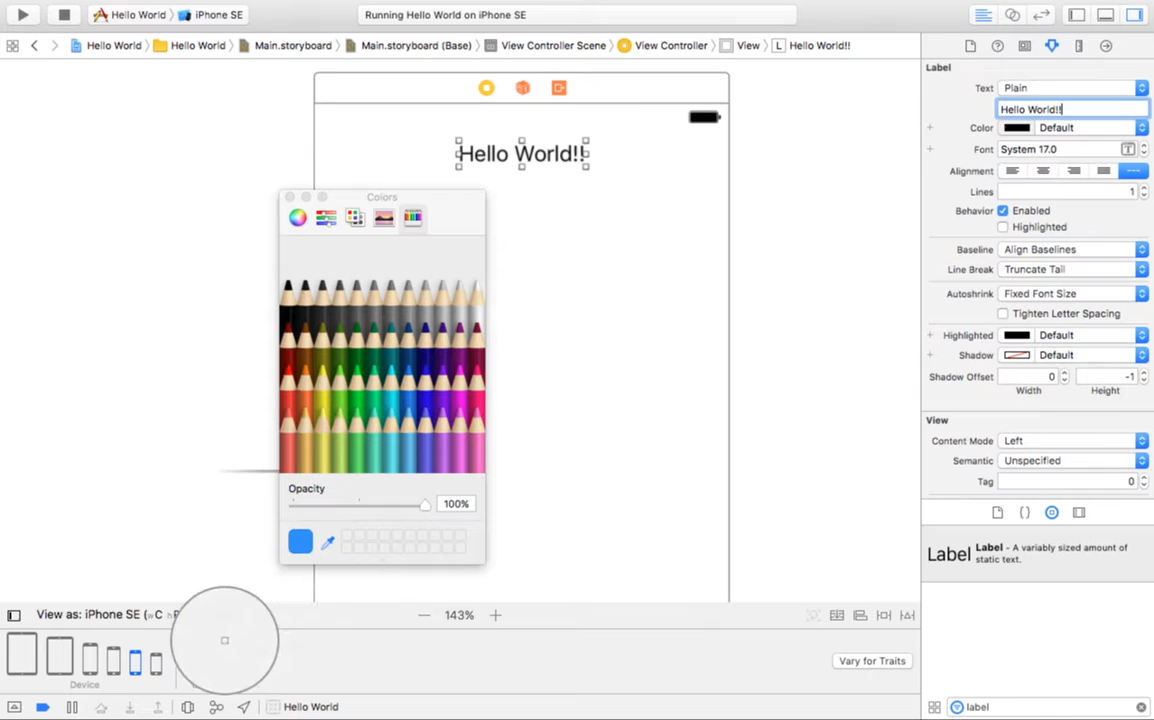 Hello World > iPhone SE
Running Hello World on iPhone SE
Hello World > Hello World > Main.storyboard > Main.storyboard (Base) > View Controller Scene > View Controller > View > L Hello World!!
Label
Text Plain
Hello World!!
Color Default
Font System 17.0
Alignment
Lines 1
Behavior Enabled
Highlighted
Baseline Align Baselines
Line Break Truncate Tail
Autoshrink Fixed Font Size
Tighten Letter Spacing
Highlighted Default
Shadow Default
Shadow Offset 0 -1
Width Height
View
Content Mode Left
Semantic Unspecified
Tag 0
Label Label - A variably sized amount of
static text.
label
Hello World!!
Colors
Opacity
100%
View as: iPhone SE (wC
143%
Device
Vary for Traits
Hello World